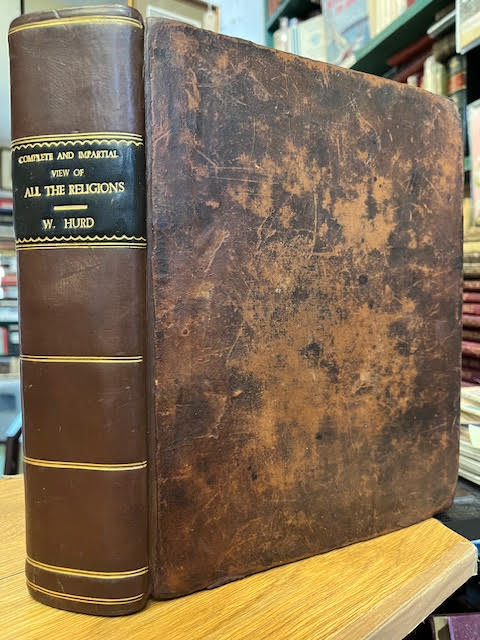 COMPLETE AND IMPARTIAL
VIEW OF
ALL THE RELIGIONS
W. HURD